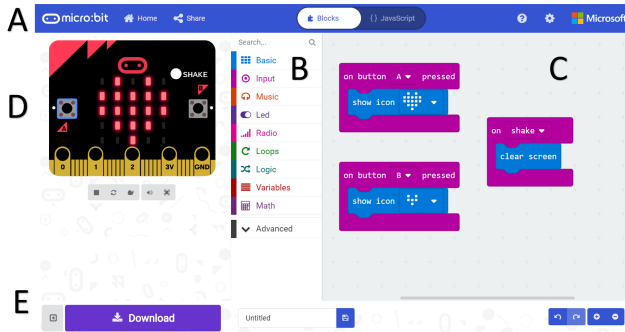 A
micro:bit Home Share Blocks {} JavaScript ? Microsoft
D
SHAKE
B
A
0 1 2 3V GND
Search...
B
Basic
Input
Music
Led
Radio
Loops
Logic
Variables
Math
Advanced
C
on button A pressed
show icon
on button B pressed
show icon
on shake
clear screen
E
Download
Untitled